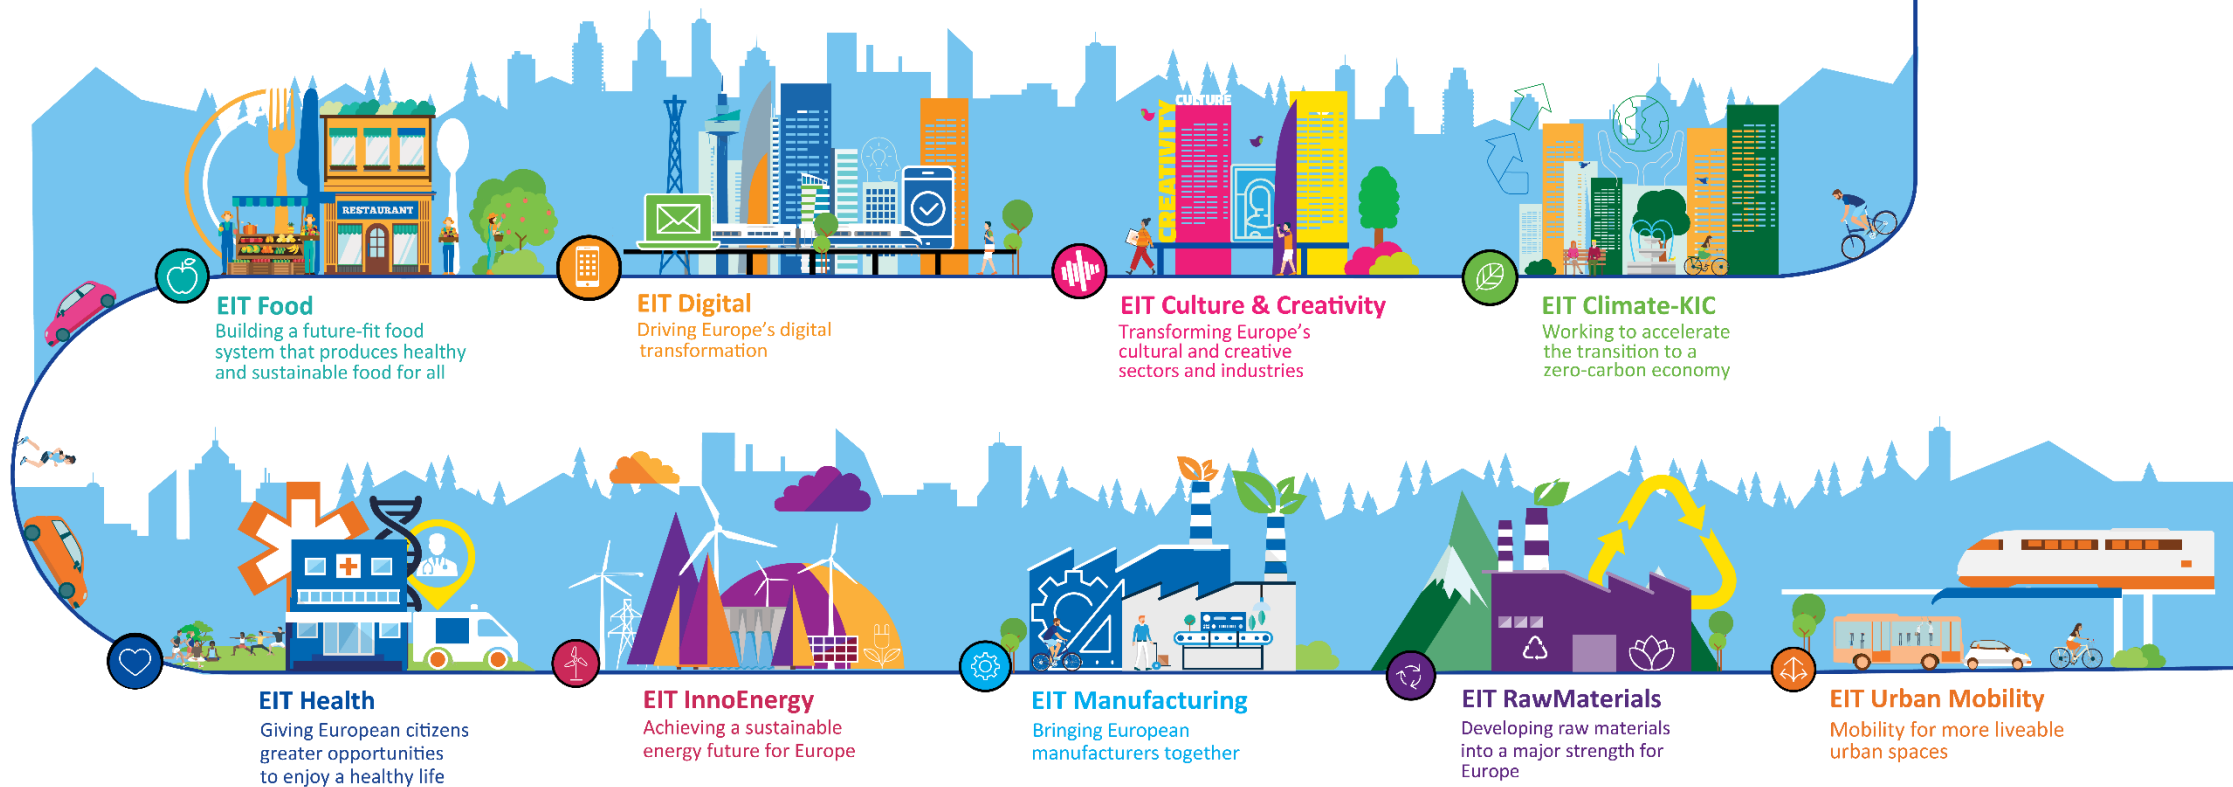 CULTURE
CREATIVITY
RESTAURANT
EIT Food
Building a future-fit food
system that produces healthy
and sustainable food for all
EIT Digital
Driving Europe's digital
transformation
EIT Culture & Creativity
Transforming Europe's
cultural and creative
sectors and industries
EIT Climate-KIC
Working to accelerate
the transition to a
zero-carbon economy
EIT Health
Giving European citizens
greater opportunities
to enjoy a healthy life
EIT InnoEnergy
Achieving a sustainable
energy future for Europe
EIT Manufacturing
Bringing European
manufacturers together
EIT RawMaterials
Developing raw materials
into a major strength for
Europe
EIT Urban Mobility
Mobility for more liveable
urban spaces